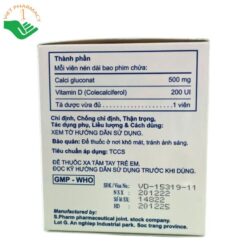 VIET PHARMACY
Thành phần
Mỗi viên nén dài bao phim chứa:
Calci gluconat 500 mg
Vitamin D (Colecalciferol) 200 UI
Tá dược vừa đủ 1 viên
Chỉ định, Chống chỉ định, Thận trọng,
Tác dụng phụ, Liều lượng & Cách dùng:
XEM TỜ HƯỚNG DẪN SỬ DỤNG.
Bảo quản: Để thuốc ở nơi khô mát, tránh ánh sáng.
Tiêu chuẩn áp dụng: TCCS
ĐỂ THUỐC XA TẦM TAY TRẺ EM.
ĐỌC KỸ HƯỚNG DẪN SỬ DỤNG TRƯỚC KHI DÙNG.
GMP - WHO
VD-15319-11
201222
14822
HD 201225
Manufactured by:
S.Pharm pharmaceutical joint. stock company.
Lot G. An nghiep Industrial park. Soc trang province.